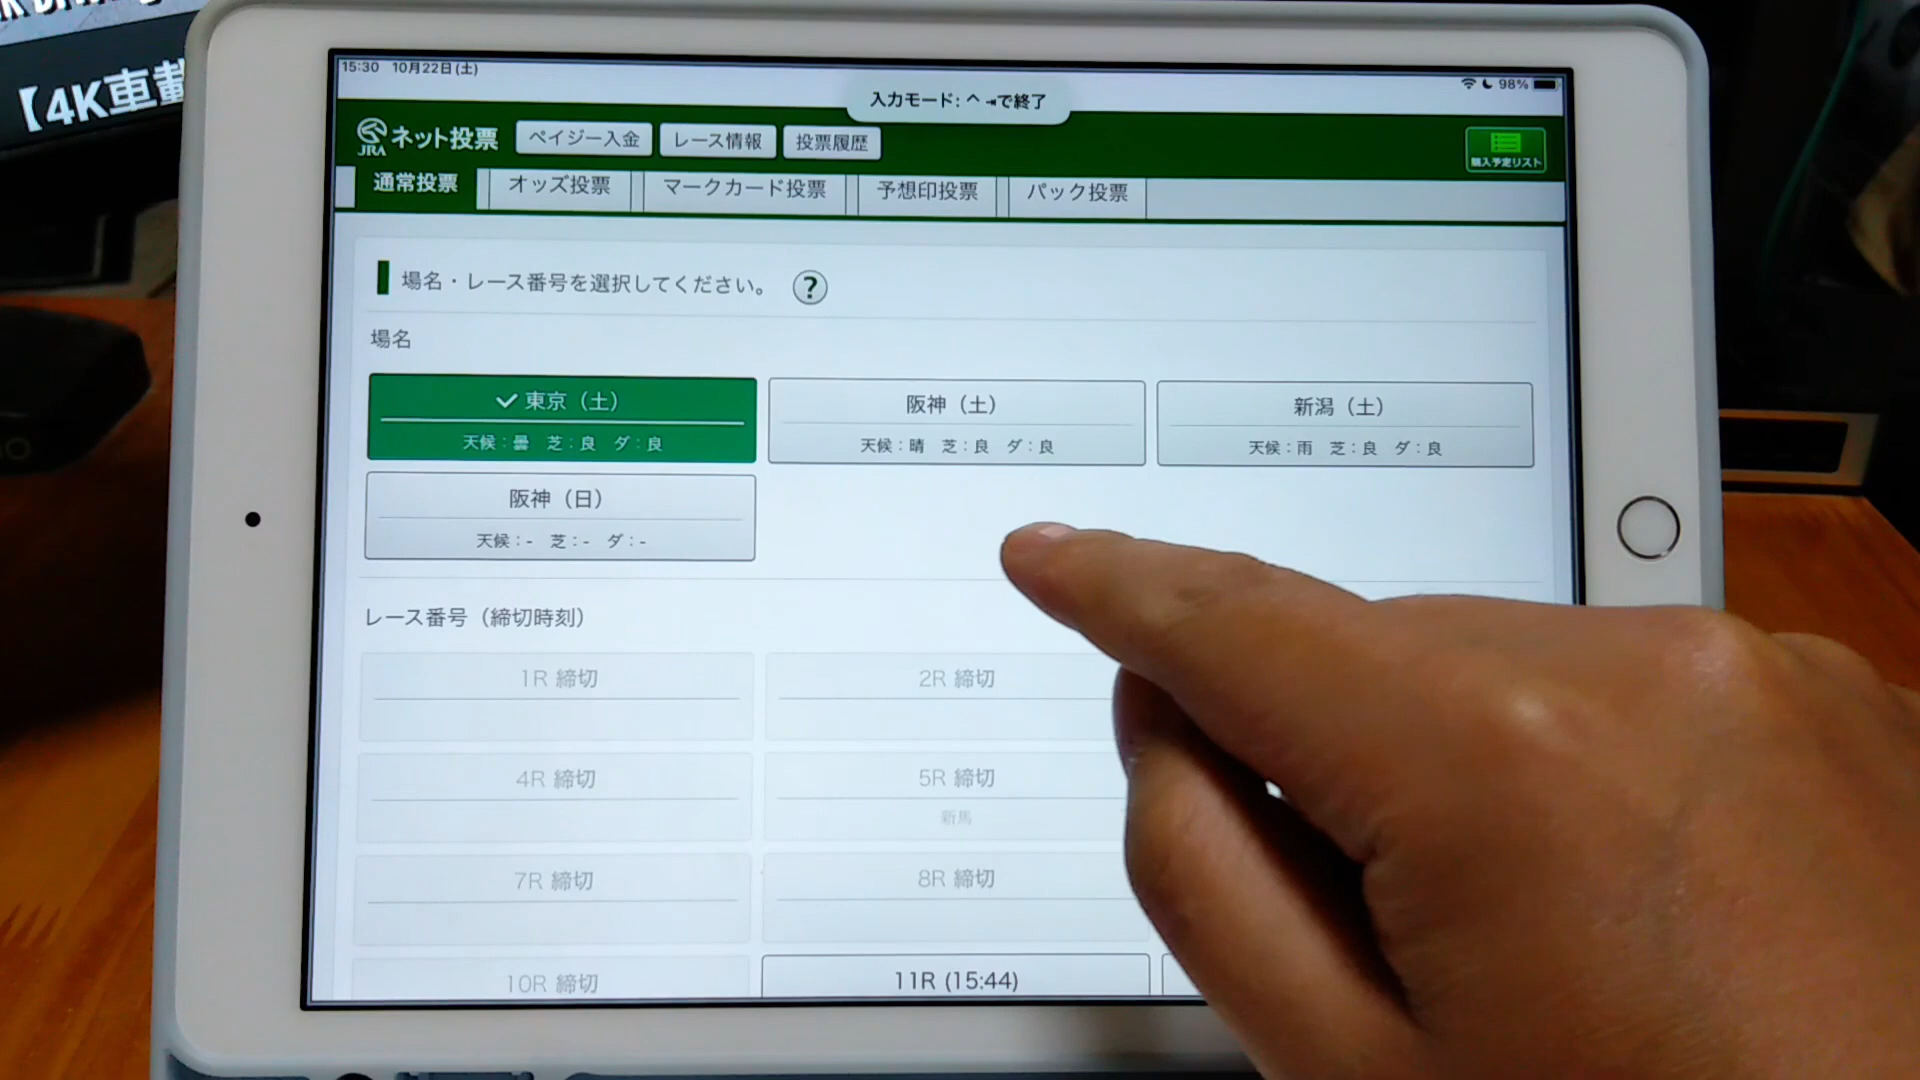 【4K車載
15:30 10月22日(土)
98%
入力モード: ^ ⇥で終了
JRA ネット投票 ペイジー入金 レース情報 投票履歴
購入予定リスト
通常投票 オッズ投票 マークカード投票 予想印投票 パック投票
場名・レース番号を選択してください。 ?
場名
東京（土） 阪神（土） 新潟（土）
天候：曇 芝：良 ダ：良 天候：晴 芝：良 ダ：良 天候：雨 芝：良 ダ：良
阪神（日）
天候：- 芝：- ダ：-
レース番号（締切時刻）
1R 締切 2R 締切
4R 締切 5R 締切
新馬
7R 締切 8R 締切
10R 締切 11R (15:44)